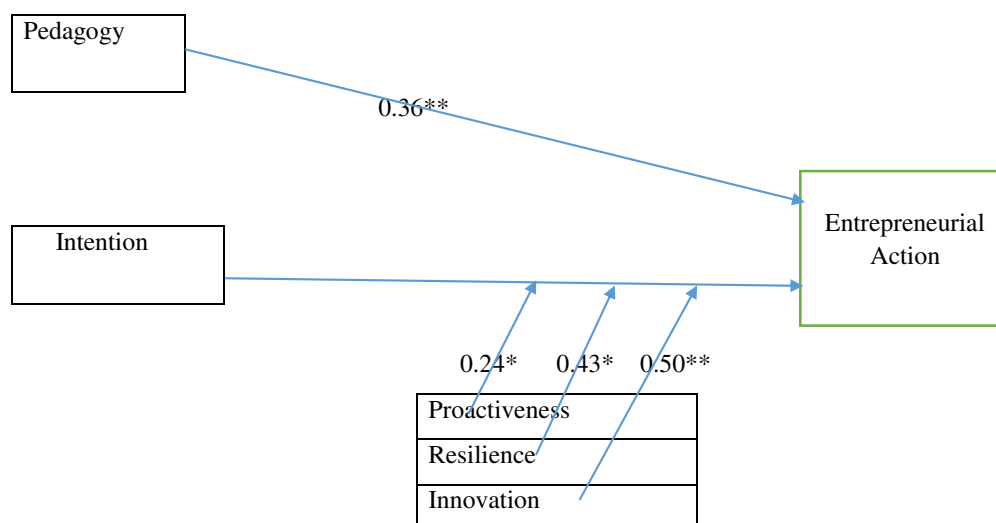 Pedagogy
0.36**
Intention
Entrepreneurial
Action
0.24*
0.43*
0.50**
Proactiveness
Resilience
Innovation